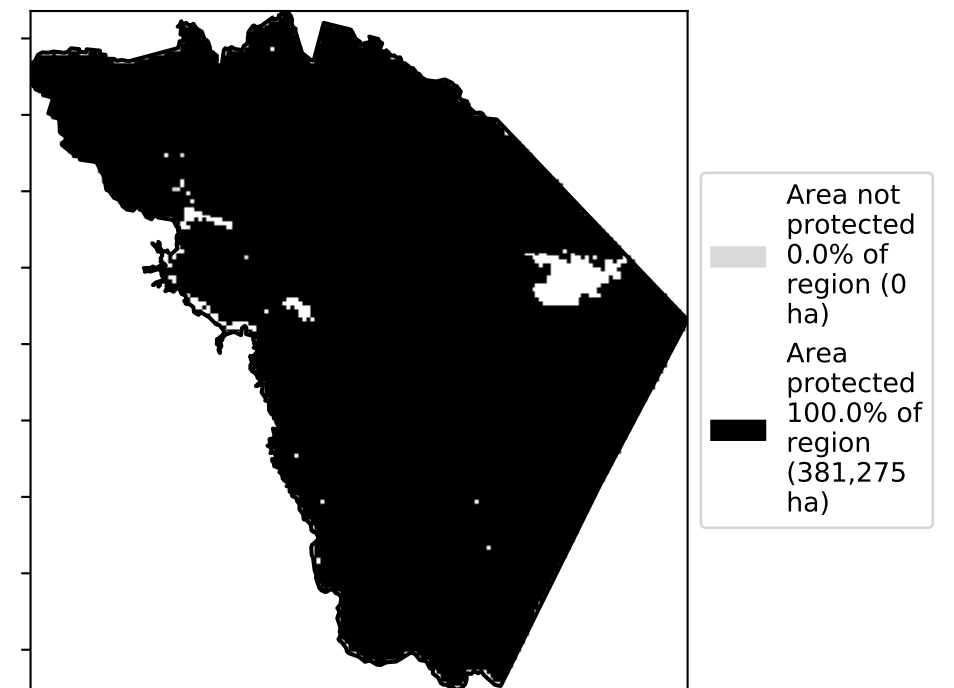 Area not
protected
0.0% of
region (0
ha)
Area
protected
100.0% of
region
(381,275
ha)